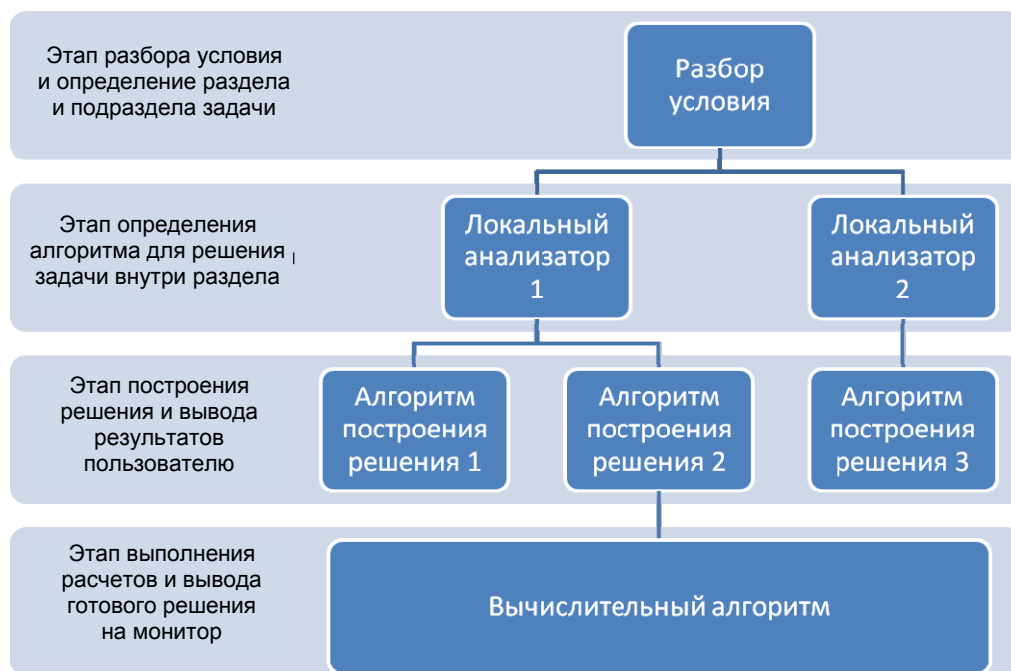 Этап разбора условия
и определение раздела
и подраздела задачи
Разбор
условия
Этап определения
алгоритма для решения
задачи внутри раздела
Локальный
анализатор
1
Локальный
анализатор
2
Этап построения
решения и вывода
результатов
пользователю
Алгоритм
построения
решения 1
Алгоритм
построения
решения 2
Алгоритм
построения
решения 3
Этап выполнения
расчетов и вывода
готового решения
на монитор
Вычислительный алгоритм